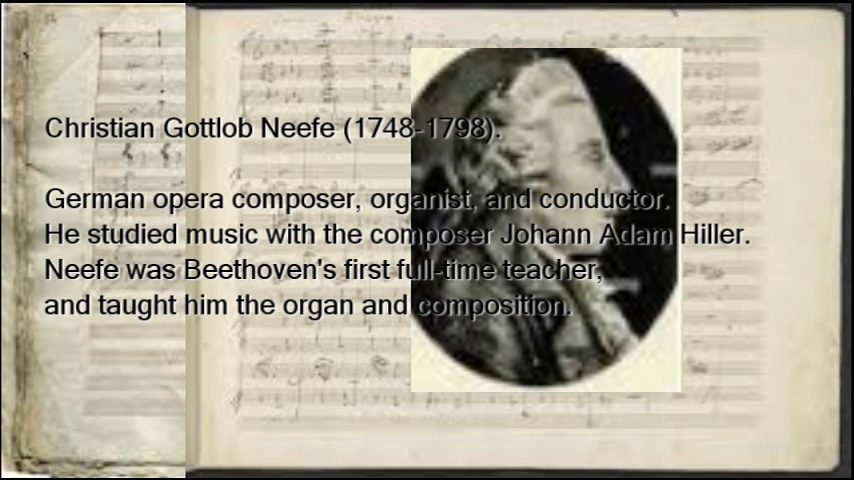 Christian Gottlob Neefe (1748-1798).
German opera composer, organist, and conductor.
He studied music with the composer Johann Adam Hiller.
Neefe was Beethoven's first full-time teacher,
and taught him the organ and composition.